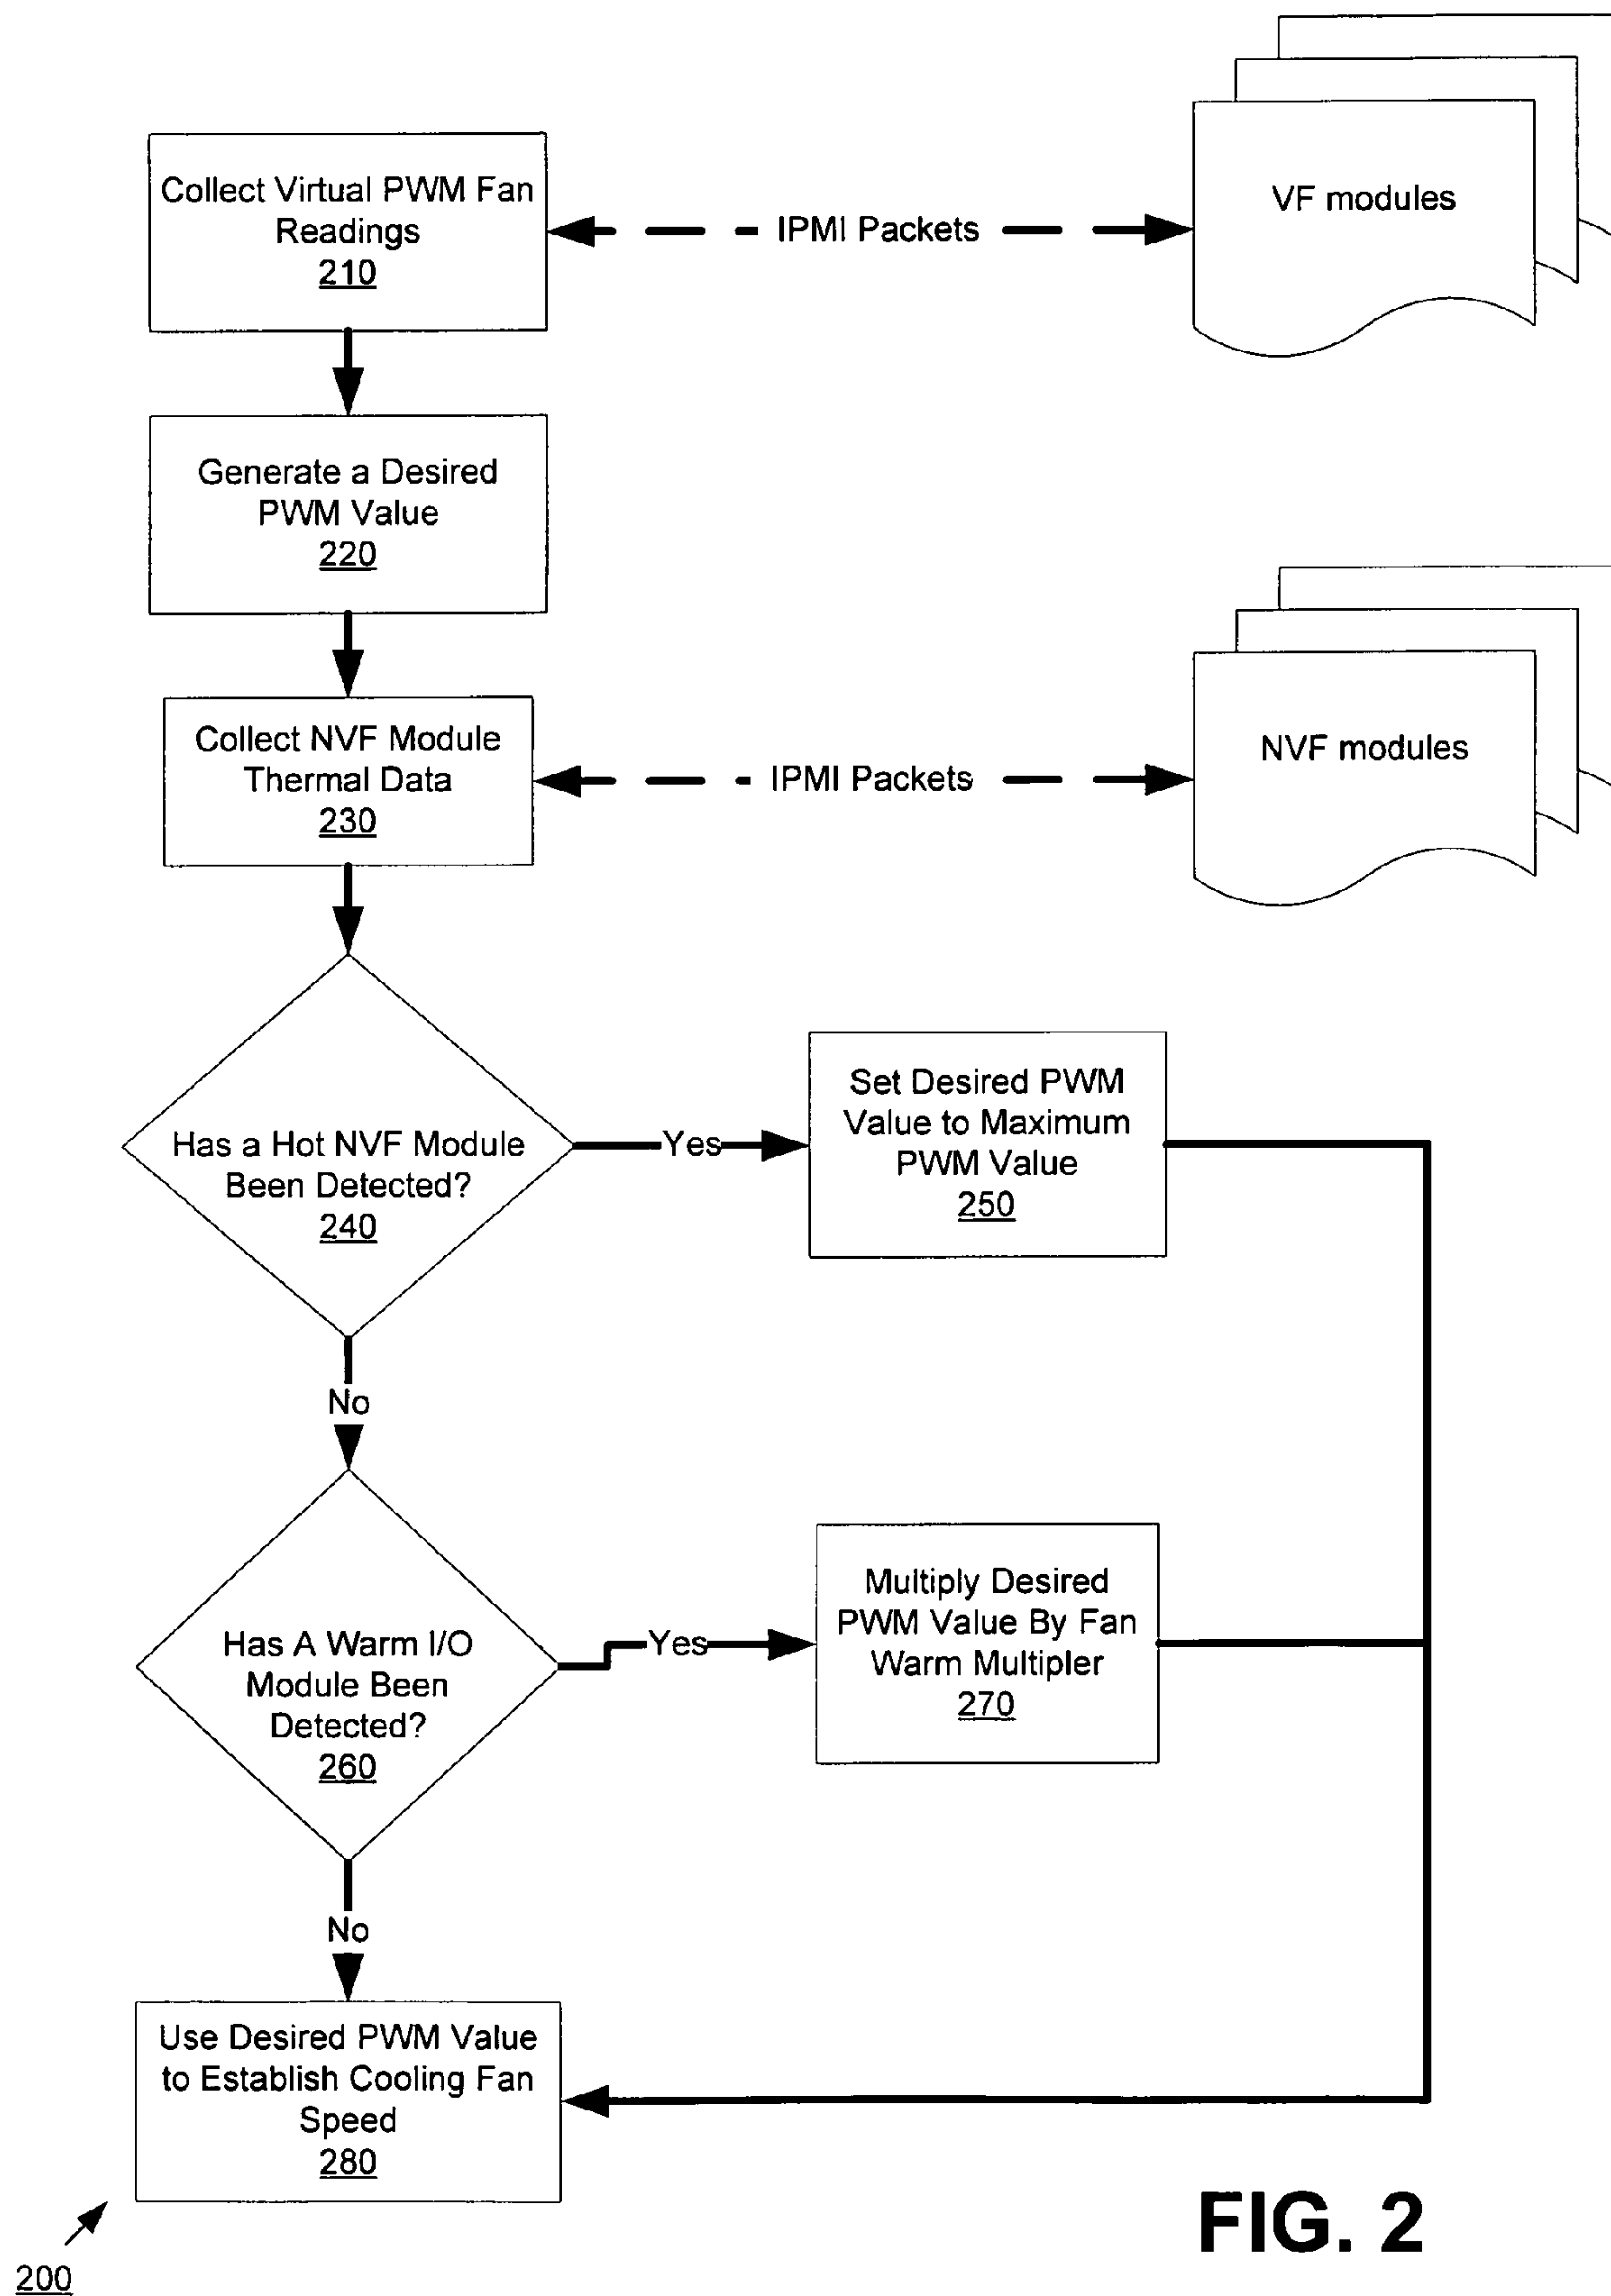 Collect Virtual PWM Fan
Readings
210
IPMI Packets
VF modules
Generate a Desired
PWM Value
220
Collect NVF Module
Thermal Data
230
IPMI Packets
NVF modules
Has a Hot NVF Module
Been Detected?
240
Yes
Set Desired PWM
Value to Maximum
PWM Value
250
No
Has A Warm I/O
Module Been
Detected?
260
Yes
Multiply Desired
PWM Value By Fan
Warm Multipler
270
No
Use Desired PWM Value
to Establish Cooling Fan
Speed
280
200
FIG. 2